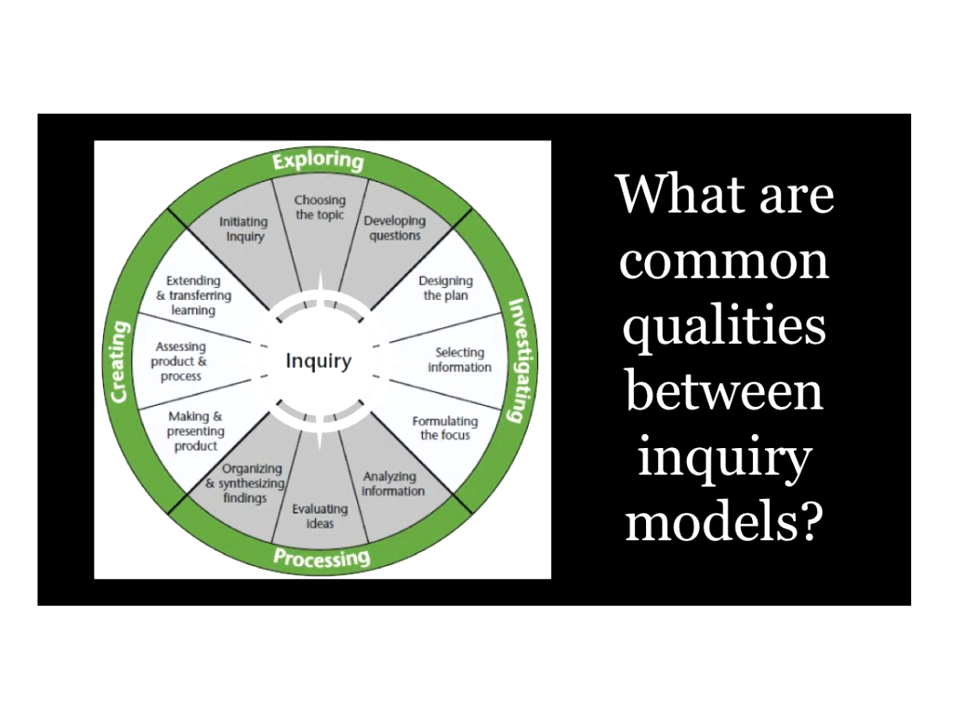 Exploring
Initiating
Inquiry
Choosing
the topic
Developing
questions
Investigating
Designing
the plan
Selecting
information
Formulating
the focus
Processing
Analyzing
information
Evaluating
ideas
Organizing
& synthesizing
findings
Creating
Making &
presenting
product
Assessing
product &
process
Extending
& transferring
learning
Inquiry
What are
common
qualities
between
inquiry
models?